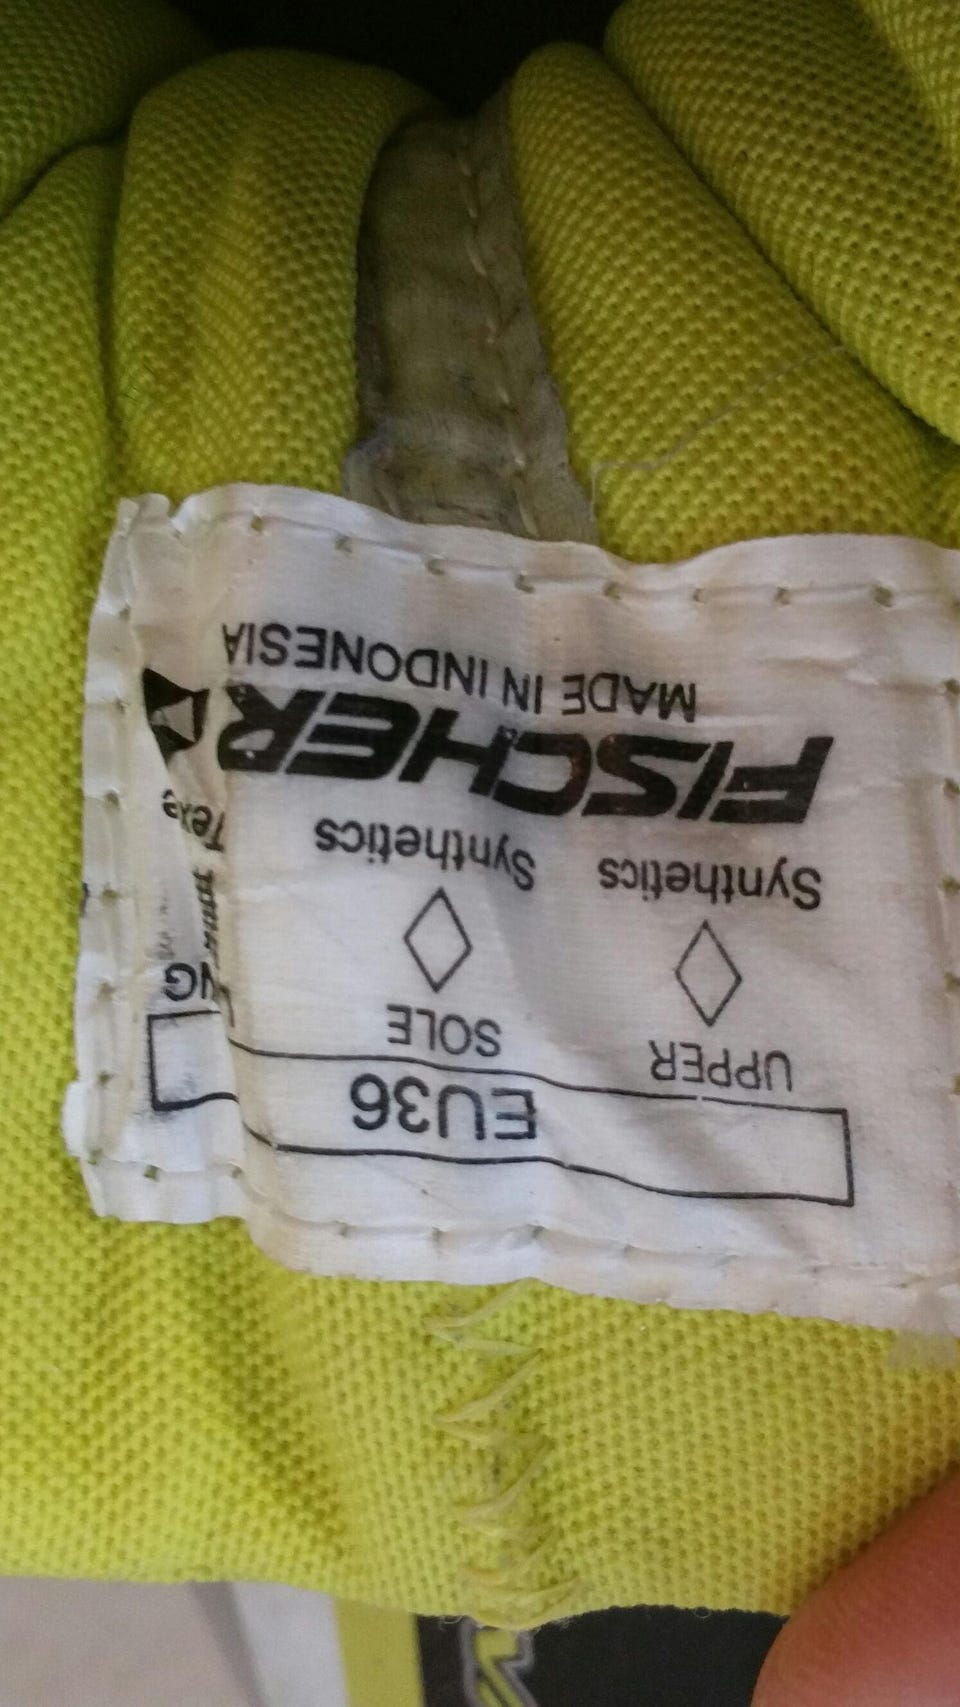 EU36
UPPER SOLE
Synthetics Synthetics
FISCHER
MADE IN INDONESIA